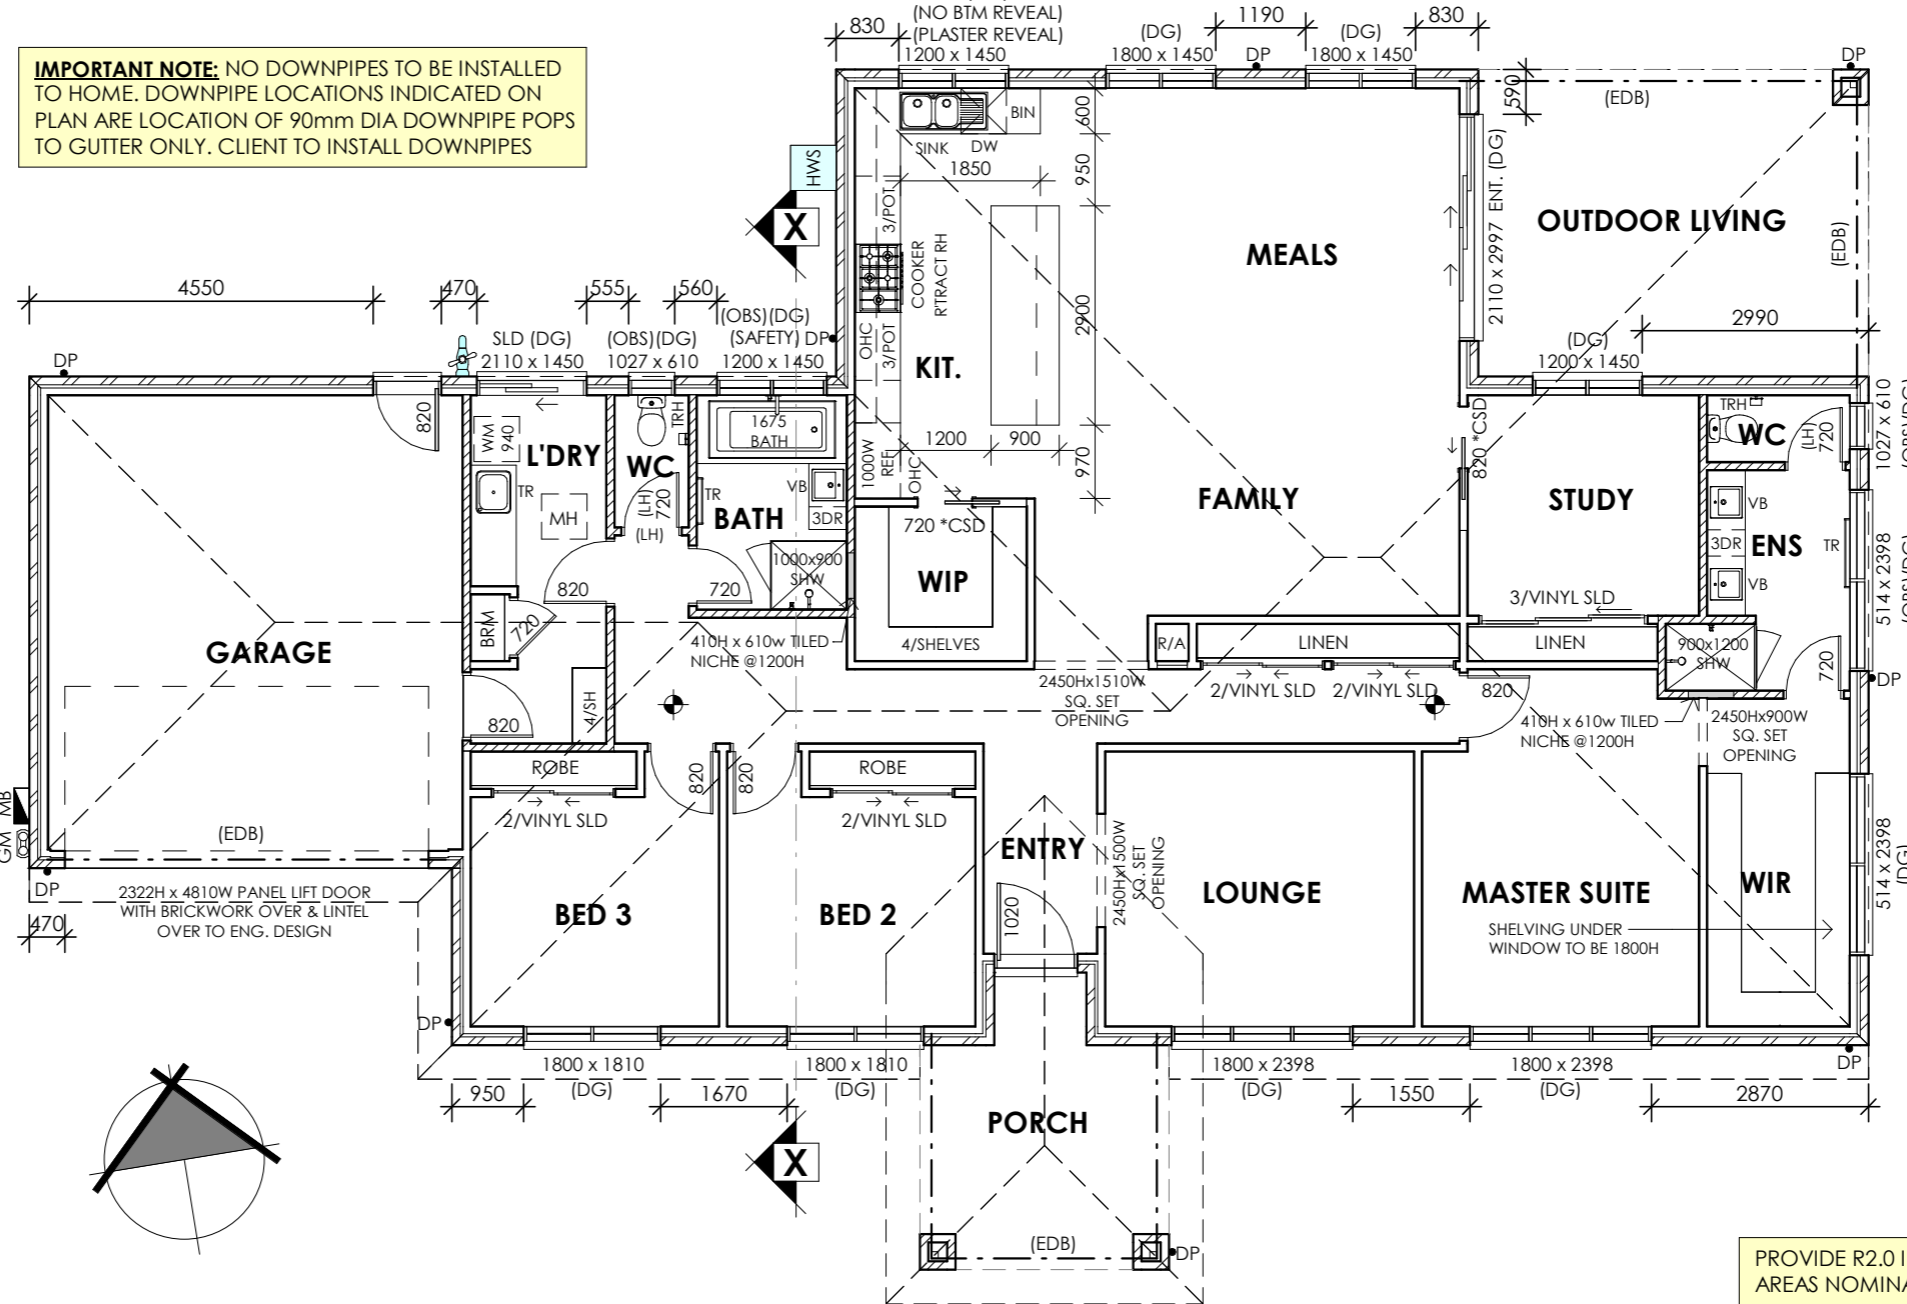 (NO BTM REVEAL)
(PLASTER REVEAL)
830
1200 x 1450
(DG)
1800 x 1450
1190
DP
(DG)
1800 x 1450
830
DP
IMPORTANT NOTE: NO DOWNPIPES TO BE INSTALLED
TO HOME. DOWNPIPE LOCATIONS INDICATED ON
PLAN ARE LOCATION OF 90mm DIA DOWNPIPE POPS
TO GUTTER ONLY. CLIENT TO INSTALL DOWNPIPES
590
(EDB)
BIN
SINK
DW
600
1850
950
HWS
X
3/POT
COOKER
R'TRACT RH
OHC
3/POT
KIT.
2900
MEALS
2110 x 2997 ENT. (DG)
OUTDOOR LIVING
(EDB)
2990
(DG)
1200 x 1450
4550
470
555
560
DP
SLD (DG)
2110 x 1450
(OBS)(DG)
1027 x 610
(OBS)(DG)
(SAFETY)
1200 x 1450
DP
820
WM
940
L'DRY
TR
MH
WC
TRH
(LH)
720
(LH)
1675
BATH
VB
TR
BATH
3DR
1000x900
SHW
1000W
REF
OHC
1200
900
970
720 *CSD
WIP
4/SHELVES
FAMILY
820 *CSD
STUDY
3/VINYL SLD
LINEN
TRH
WC
(LH)
720
1027 x 610
VB
3DR
VB
ENS
TR
514 x 2398
900x1200
SHW
720
DP
GARAGE
820
BRM
720
820
720
4/SH
410H x 610w TILED
NICHE @1200H
R/A
LINEN
2/VINYL SLD
2/VINYL SLD
2450Hx1510W
SQ. SET
OPENING
820
410H x 610w TILED
NICHE @1200H
2450Hx900W
SQ. SET
OPENING
ROBE
2/VINYL SLD
820
820
ROBE
2/VINYL SLD
MB
GM
(EDB)
DP
2322H x 4810W PANEL LIFT DOOR
WITH BRICKWORK OVER & LINTEL
OVER TO ENG. DESIGN
470
BED 3
BED 2
ENTRY
1020
2450Hx1500W
SQ. SET
OPENING
LOUNGE
MASTER SUITE
SHELVING UNDER
WINDOW TO BE 1800H
WIR
514 x 2398
(DG)
DP
1800 x 1810
(DG)
1800 x 1810
(DG)
1800 x 2398
(DG)
1800 x 2398
(DG)
DP
950
1670
1550
2870
PORCH
X
(EDB)
DP
PROVIDE R2.0 I
AREAS NOMINA